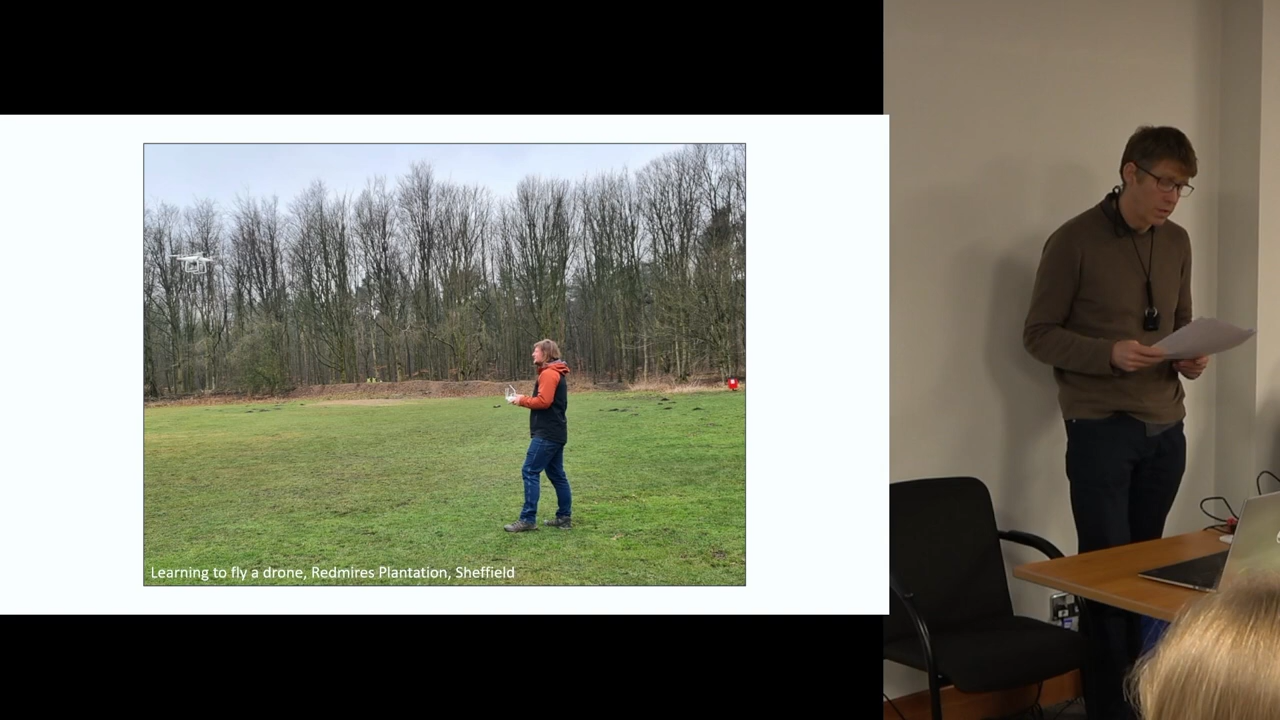 Learning to fly a drone, Redmires Plantation, Sheffield